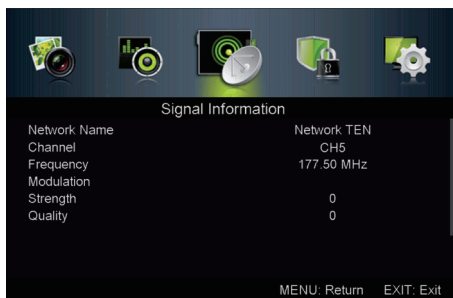 Signal Information
Network Name Network TEN
Channel CH5
Frequency 177.50 MHz
Modulation
Strength 0
Quality 0
MENU: Return EXIT: Exit